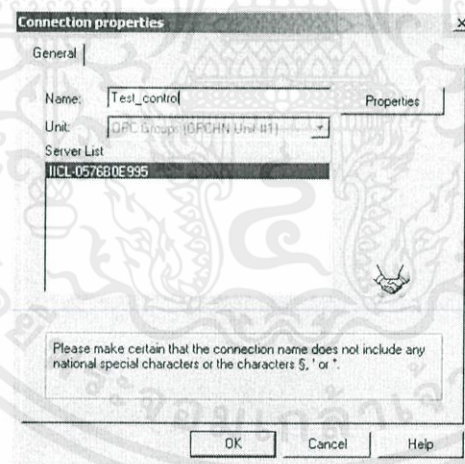 Connection properties
General
Name: Test_control Properties
Unit: OPC Groups (OPCHN Unit #1)
Server List
IICL-0576B0E995
Please make certain that the connection name does not include any
national special characters or the characters §, ' or ".
OK Cancel Help